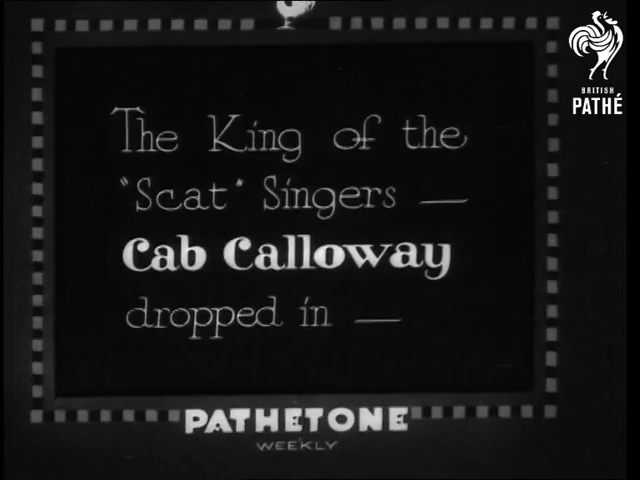 BRITISH
PATHÉ
The King of the
"Scat" Singers —
Cab Calloway
dropped in —
PATHETONE
WEEKLY